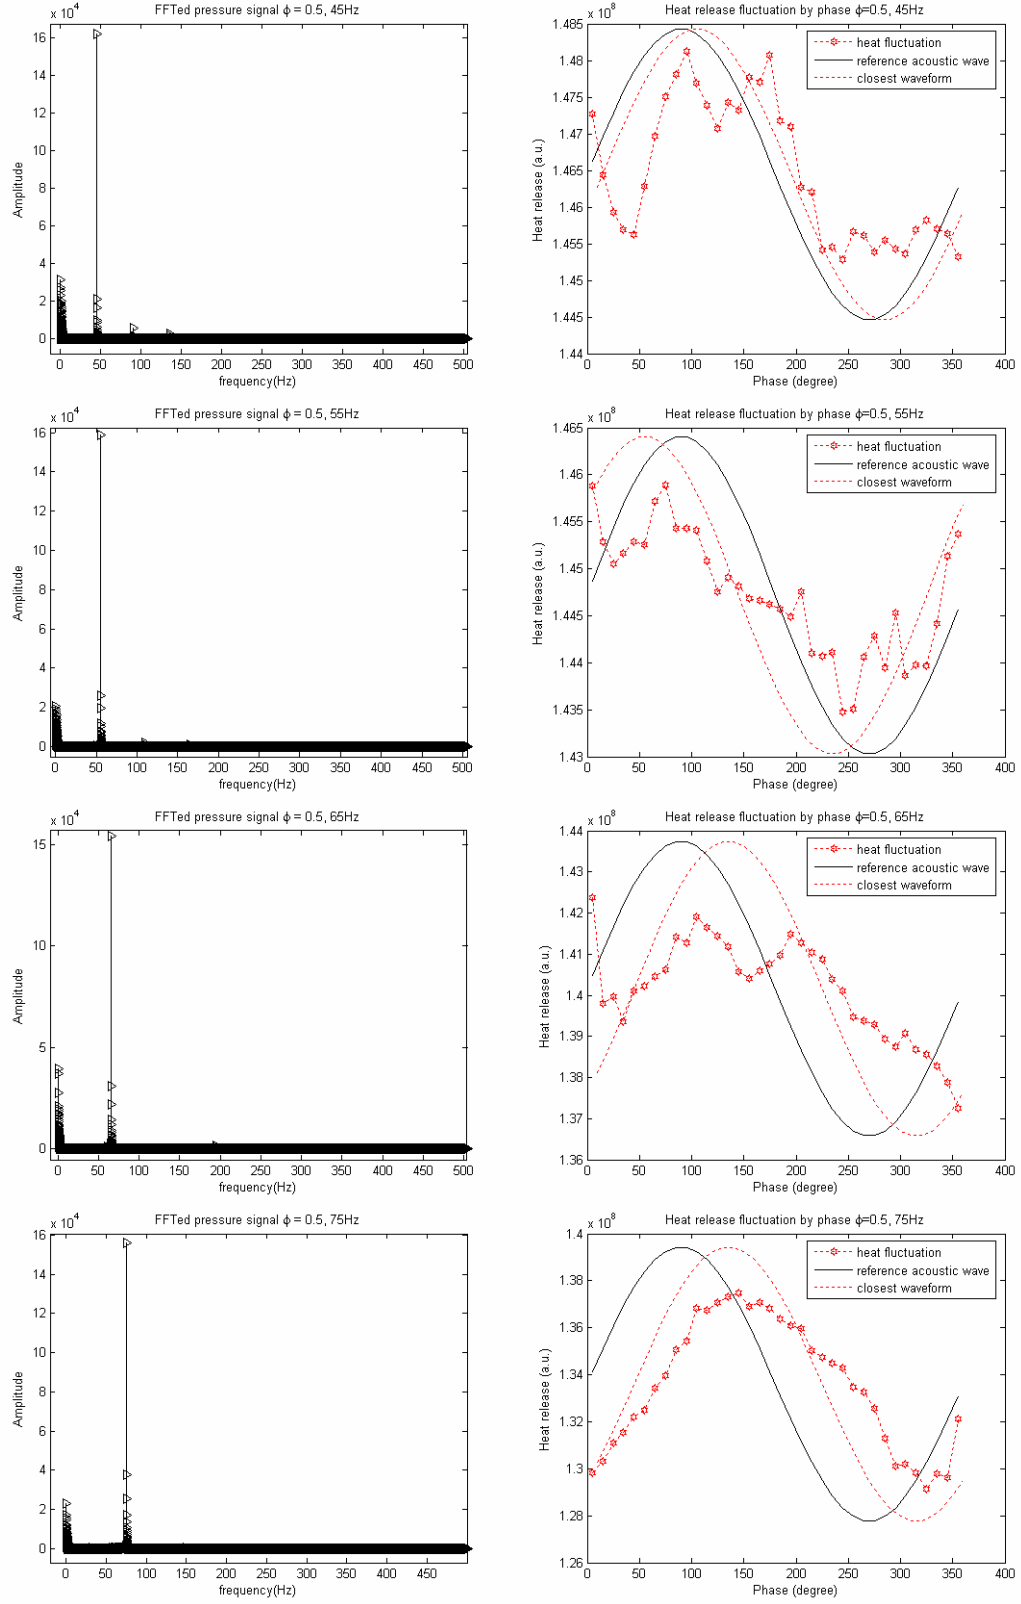 FFTed pressure signal ϕ = 0.5, 45Hz
x 10^4
16
14
12
10
8
6
4
2
0
Amplitude
0 50 100 150 200 250 300 350 400 450 500
frequency(Hz)
Heat release fluctuation by phase ϕ=0.5, 45Hz
x 10^8
1.485
1.48
1.475
1.47
1.465
1.46
1.455
1.45
1.445
1.44
Heat release (a.u.)
heat fluctuation
reference acoustic wave
closest waveform
0 50 100 150 200 250 300 350 400
Phase (degree)
FFTed pressure signal ϕ = 0.5, 55Hz
x 10^4
16
14
12
10
8
6
4
2
0
Amplitude
0 50 100 150 200 250 300 350 400 450 500
frequency(Hz)
Heat release fluctuation by phase ϕ=0.5, 55Hz
x 10^8
1.465
1.46
1.455
1.45
1.445
1.44
1.435
1.43
Heat release (a.u.)
heat fluctuation
reference acoustic wave
closest waveform
0 50 100 150 200 250 300 350 400
Phase (degree)
FFTed pressure signal ϕ = 0.5, 65Hz
x 10^4
15
10
5
0
Amplitude
0 50 100 150 200 250 300 350 400 450 500
frequency(Hz)
Heat release fluctuation by phase ϕ=0.5, 65Hz
x 10^8
1.44
1.43
1.42
1.41
1.4
1.39
1.38
1.37
1.36
Heat release (a.u.)
heat fluctuation
reference acoustic wave
closest waveform
0 50 100 150 200 250 300 350 400
Phase (degree)
FFTed pressure signal ϕ = 0.5, 75Hz
x 10^4
16
14
12
10
8
6
4
2
0
Amplitude
0 50 100 150 200 250 300 350 400 450
frequency(Hz)
Heat release fluctuation by phase ϕ=0.5, 75Hz
x 10^8
1.4
1.38
1.36
1.34
1.32
1.3
1.28
1.26
Heat release (a.u.)
heat fluctuation
reference acoustic wave
closest waveform
0 50 100 150 200 250 300 350 400
Phase (degree)